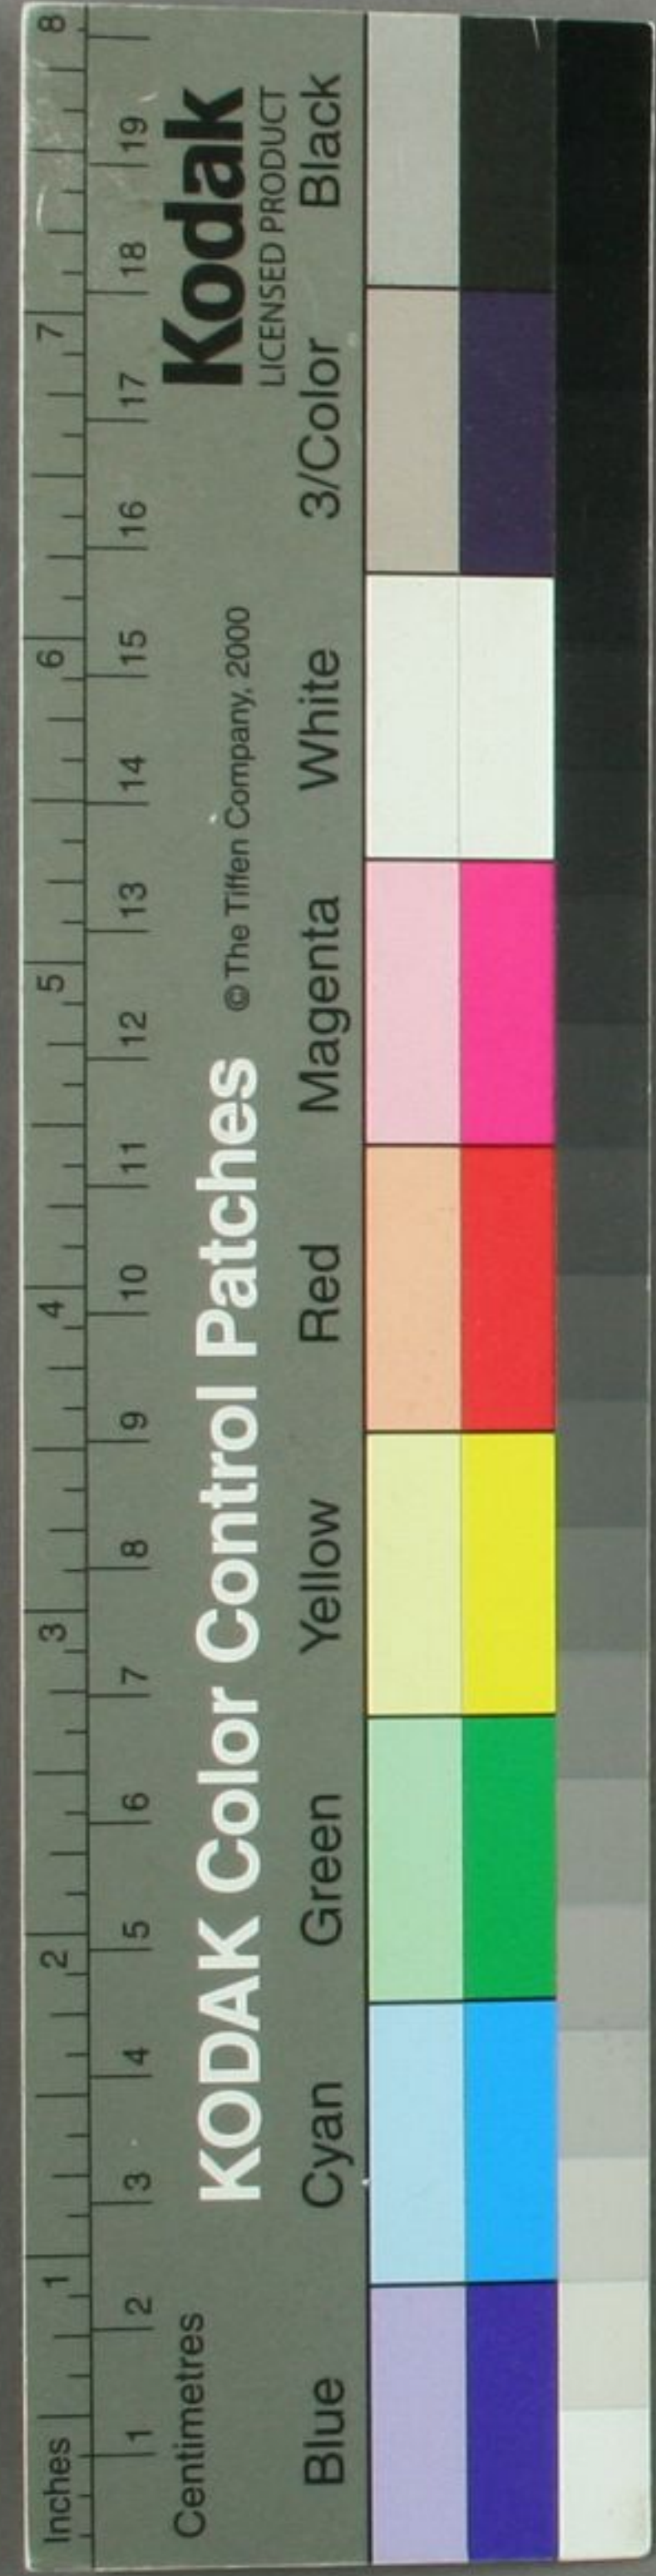 Inches 1 2 3 4 5 6 7 8
1 2 3 4 5 6 7 8 9 10 11 12 13 14 15 16 17 18 19
Centimetres
KODAK Color Control Patches © The Tiffen Company, 2000 Kodak
LICENSED PRODUCT
Blue Cyan Green Yellow Red Magenta White 3/Color Black